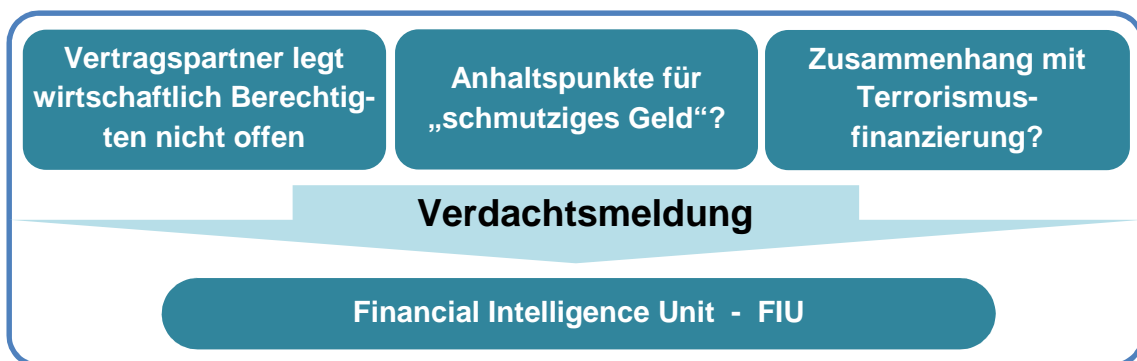 Vertragspartner legt
wirtschaftlich Berechtig-
ten nicht offen
Anhaltspunkte für
„schmutziges Geld“?
Zusammenhang mit
Terrorismus-
finanzierung?
Verdachtsmeldung
Financial Intelligence Unit - FIU